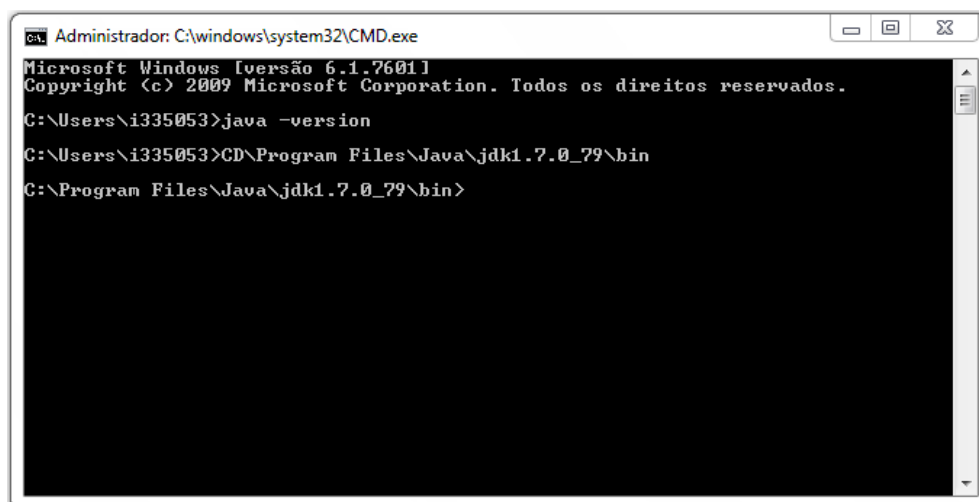 Administrador: C:\windows\system32\CMD.exe
Microsoft Windows [versão 6.1.7601]
Copyright (c) 2009 Microsoft Corporation. Todos os direitos reservados.
C:\Users\i335053>java -version
C:\Users\i335053>CD\Program Files\Java\jdk1.7.0_79\bin
C:\Program Files\Java\jdk1.7.0_79\bin>